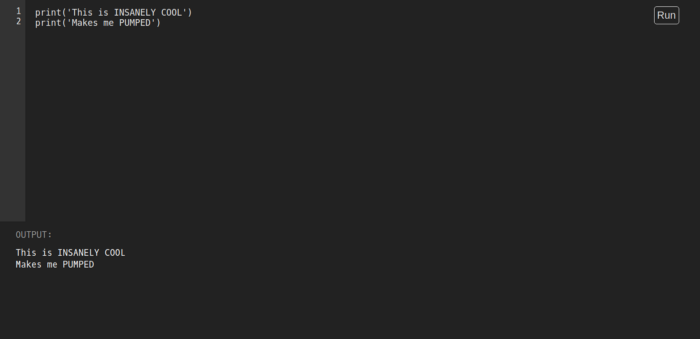 1 print('This is INSANELY COOL')
2 print('Makes me PUMPED')
Run
OUTPUT:
This is INSANELY COOL
Makes me PUMPED